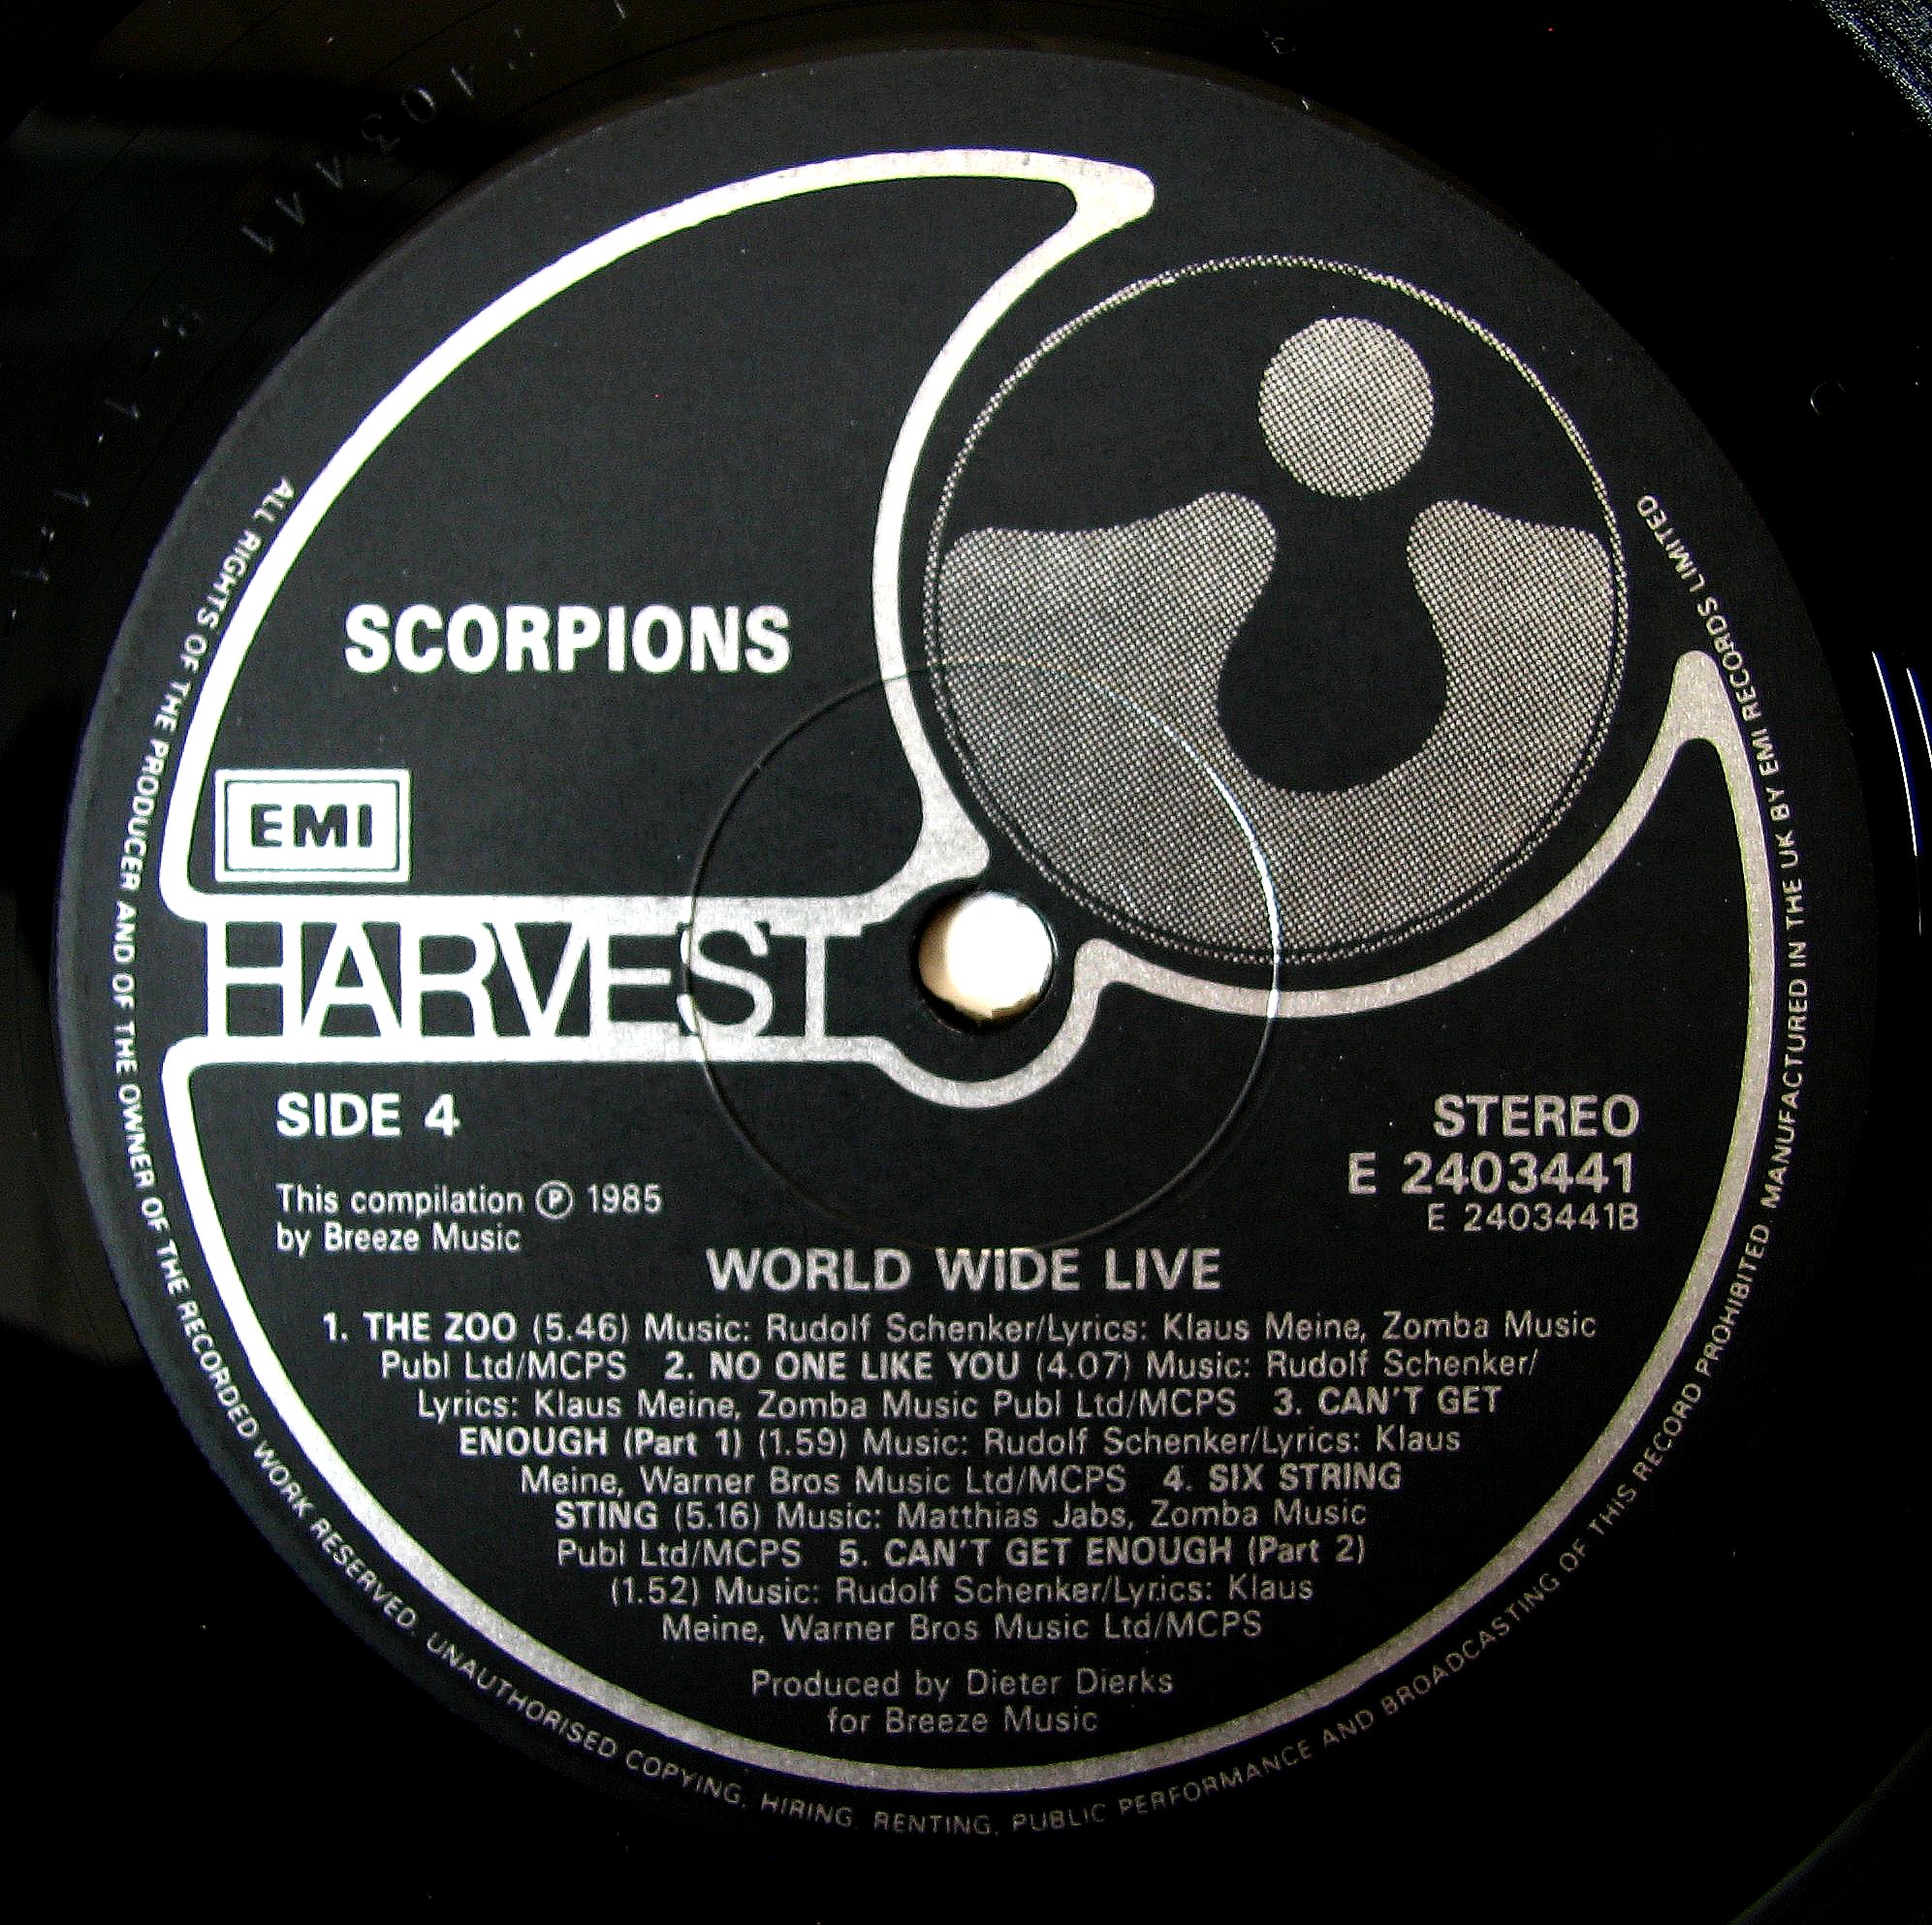 SCORPIONS
EMI
HARVEST
SIDE 4
This compilation Ⓟ 1985
by Breeze Music
STEREO
E 2403441
E 2403441B
WORLD WIDE LIVE
1. THE ZOO (5.46) Music: Rudolf Schenker/Lyrics: Klaus Meine, Zomba Music
Publ Ltd/MCPS 2. NO ONE LIKE YOU (4.07) Music: Rudolf Schenker/
Lyrics: Klaus Meine, Zomba Music Publ Ltd/MCPS 3. CAN'T GET
ENOUGH (Part 1) (1.59) Music: Rudolf Schenker/Lyrics: Klaus
Meine, Warner Bros Music Ltd/MCPS 4. SIX STRING
STING (5.16) Music: Matthias Jabs, Zomba Music
Publ Ltd/MCPS 5. CAN'T GET ENOUGH (Part 2)
(1.52) Music: Rudolf Schenker/Lyrics: Klaus
Meine, Warner Bros Music Ltd/MCPS
Produced by Dieter Dierks
for Breeze Music
ALL RIGHTS OF THE PRODUCER AND OF THE OWNER OF THE RECORDED WORK RESERVED. UNAUTHORISED COPYING, HIRING, RENTING, PUBLIC PERFORMANCE AND BROADCASTING OF THIS RECORD PROHIBITED. MANUFACTURED IN THE UK BY EMI RECORDS LIMITED